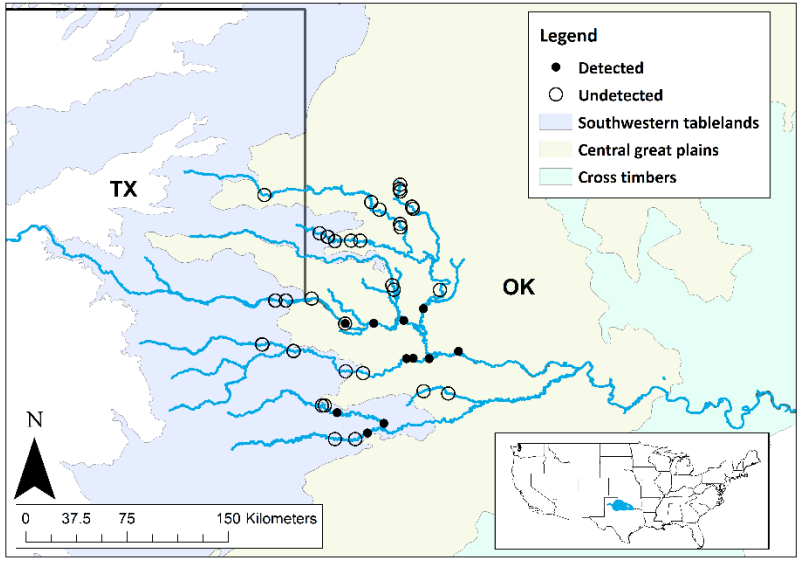 Legend
Detected
Undetected
Southwestern tablelands
Central great plains
Cross timbers
TX
OK
N
0 37.5 75 150 Kilometers